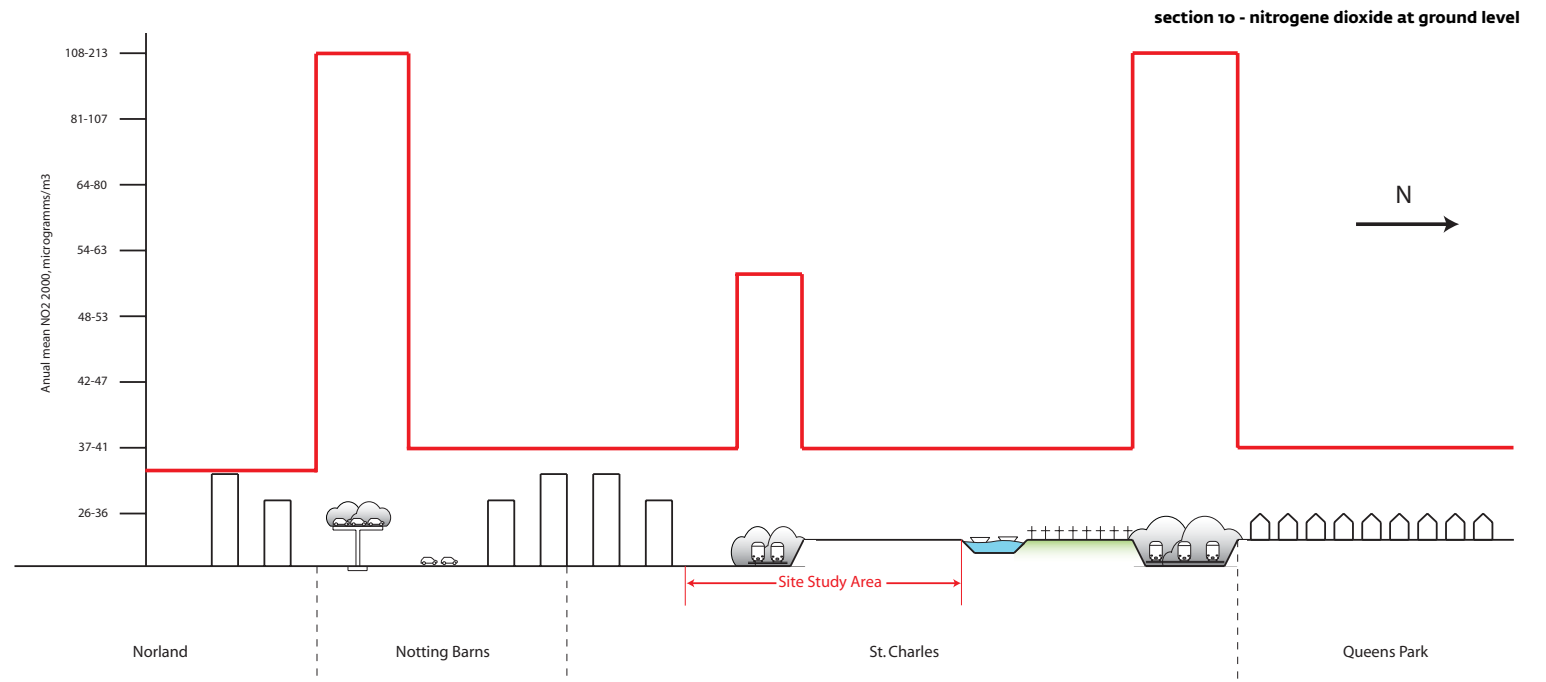 section 10 - nitrogene dioxide at ground level
108-213
81-107
64-80
54-63
48-53
42-47
37-41
26-36
Anual mean NO2 2000, microgramms/m3
N
Site Study Area
Norland
Notting Barns
St. Charles
Queens Park